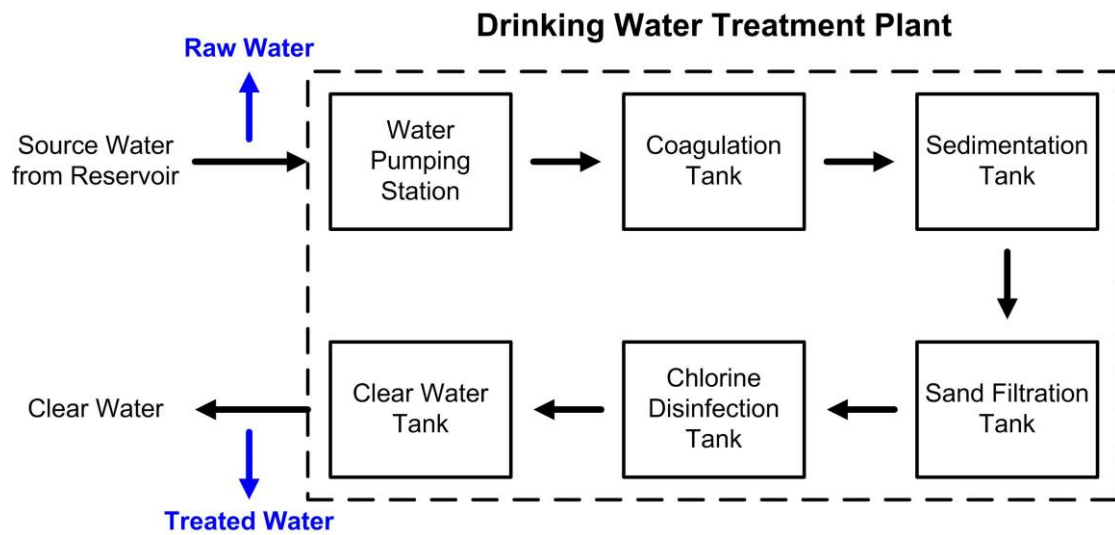 Drinking Water Treatment Plant
Raw Water
Source Water
from Reservoir
Water
Pumping
Station
Coagulation
Tank
Sedimentation
Tank
Clear Water
Clear Water
Tank
Chlorine
Disinfection
Tank
Sand Filtration
Tank
Treated Water